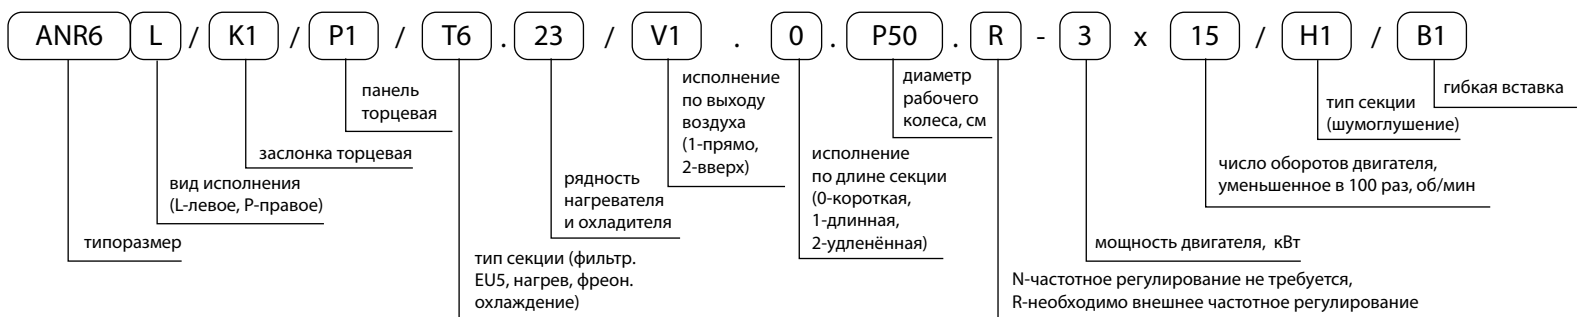 ANR6 L / K1 / P1 / T6 . 23 / V1 . 0 . P50 . R - 3 x 15 / H1 / B1
типоразмер
вид исполнения
(L-левое, P-правое)
заслонка торцевая
панель
торцевая
тип секции (фильтр.
EU5, нагрев, фреон.
охлаждение)
рядность
нагревателя
и охладителя
исполнение
по выходу
воздуха
(1-прямо,
2-вверх)
исполнение
по длине секции
(0-короткая,
1-длинная,
2-удленённая)
диаметр
рабочего
колеса, см
N-частотное регулирование не требуется,
R-необходимо внешнее частотное регулирование
мощность двигателя, кВт
число оборотов двигателя,
уменьшенное в 100 раз, об/мин
тип секции
(шумоглушение)
гибкая вставка